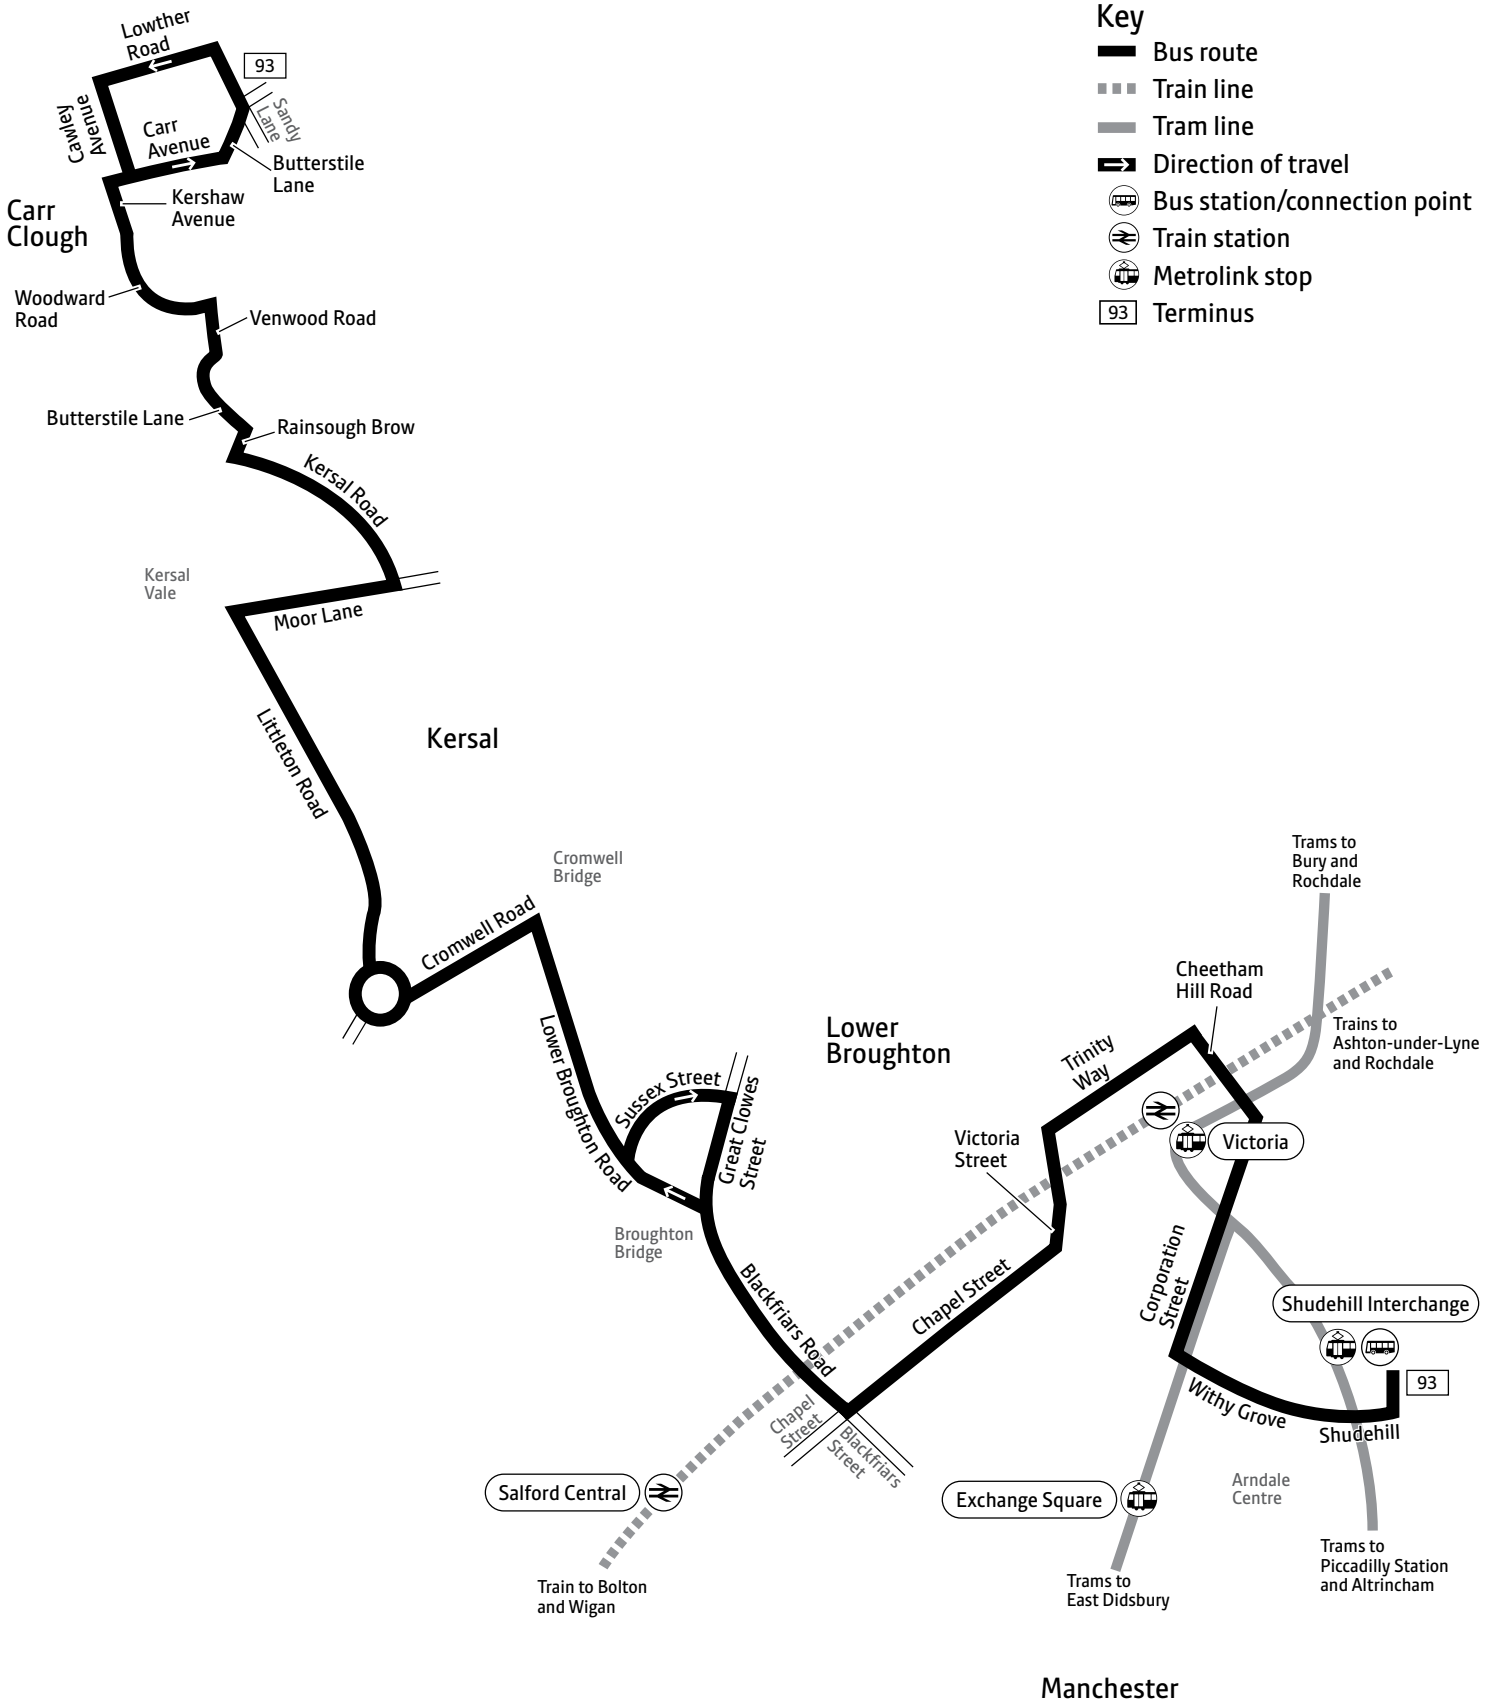 Key
Bus route
Train line
Tram line
Direction of travel
Bus station/connection point
Train station
Metrolink stop
93
Terminus
Lowther
Road
93
Cawley
Avenue
Carr
Avenue
Sandy
Lane
Butterstile
Lane
Kershaw
Avenue
Carr
Clough
Woodward
Road
Venwood Road
Butterstile Lane
Rainsough Brow
Kersal Road
Kersal
Vale
Moor Lane
Littleton Road
Kersal
Cromwell
Bridge
Cromwell Road
Lower Broughton Road
Sussex Street
Great Clowes
Street
Broughton
Bridge
Lower
Broughton
Blackfriars Road
Chapel
Street
Blackfriars
Street
Chapel Street
Victoria
Street
Trinity
Way
Cheetham
Hill Road
Trams to
Bury and
Rochdale
Trains to
Ashton-under-Lyne
and Rochdale
Victoria
Corporation
Street
Shudehill Interchange
93
Withy Grove
Shudehill
Salford Central
Train to Bolton
and Wigan
Exchange Square
Arndale
Centre
Trams to
East Didsbury
Trams to
Piccadilly Station
and Altrincham
Manchester